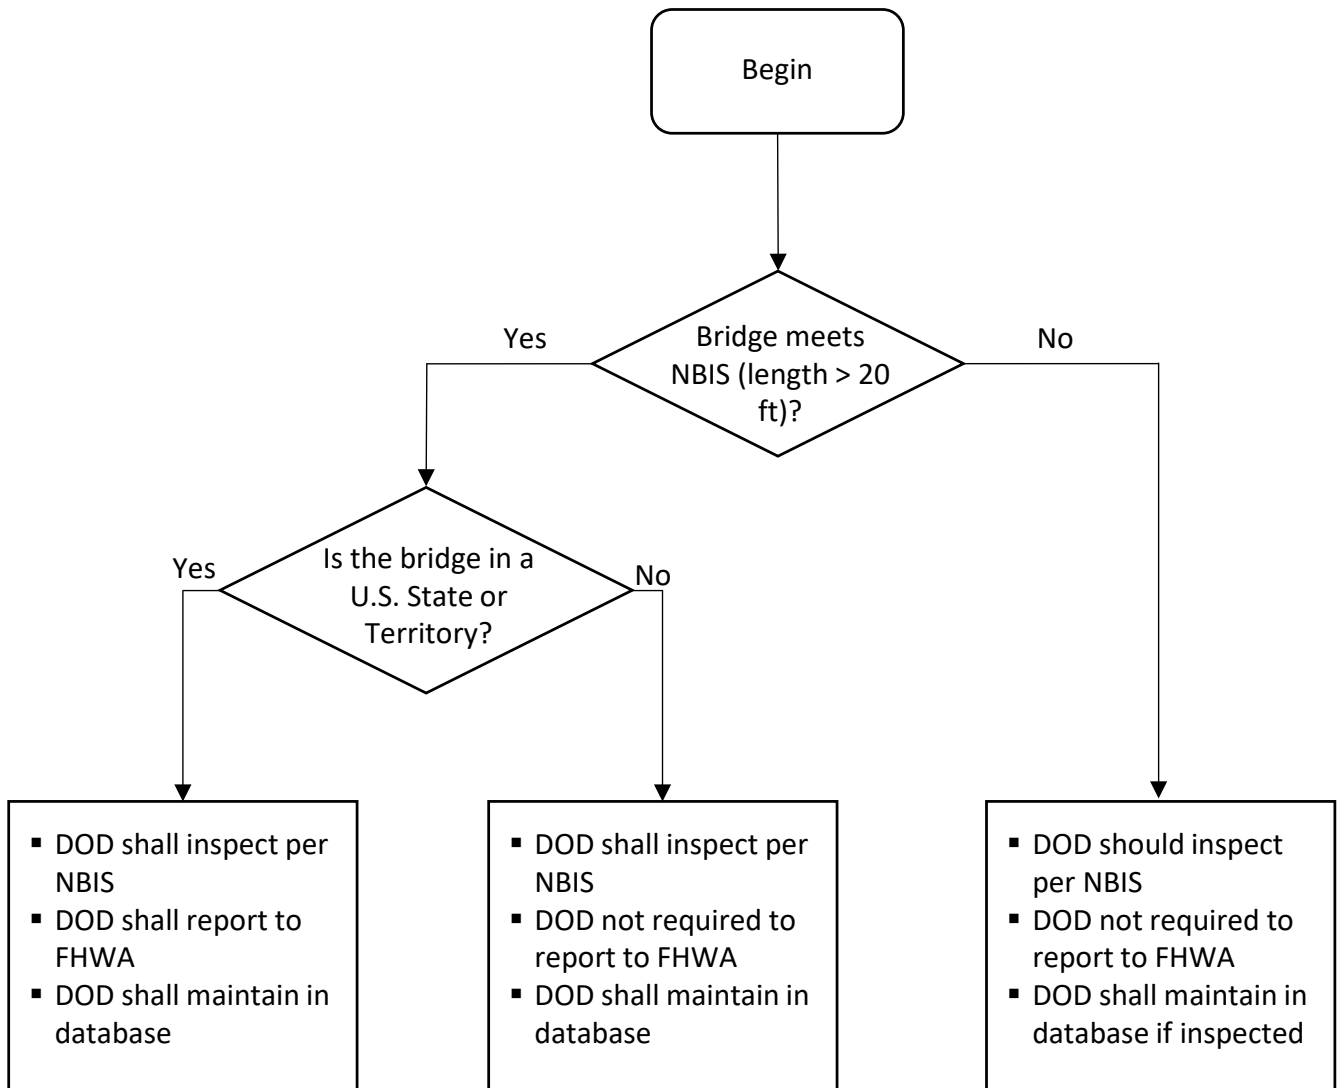 Begin
Yes
Bridge meets
NBIS (length > 20
ft)?
No
Yes
Is the bridge in a
U.S. State or
Territory?
No
▪ DOD shall inspect per
NBIS
▪ DOD shall report to
FHWA
▪ DOD shall maintain in
database
▪ DOD shall inspect per
NBIS
▪ DOD not required to
report to FHWA
▪ DOD shall maintain in
database
▪ DOD should inspect
per NBIS
▪ DOD not required to
report to FHWA
▪ DOD shall maintain in
database if inspected